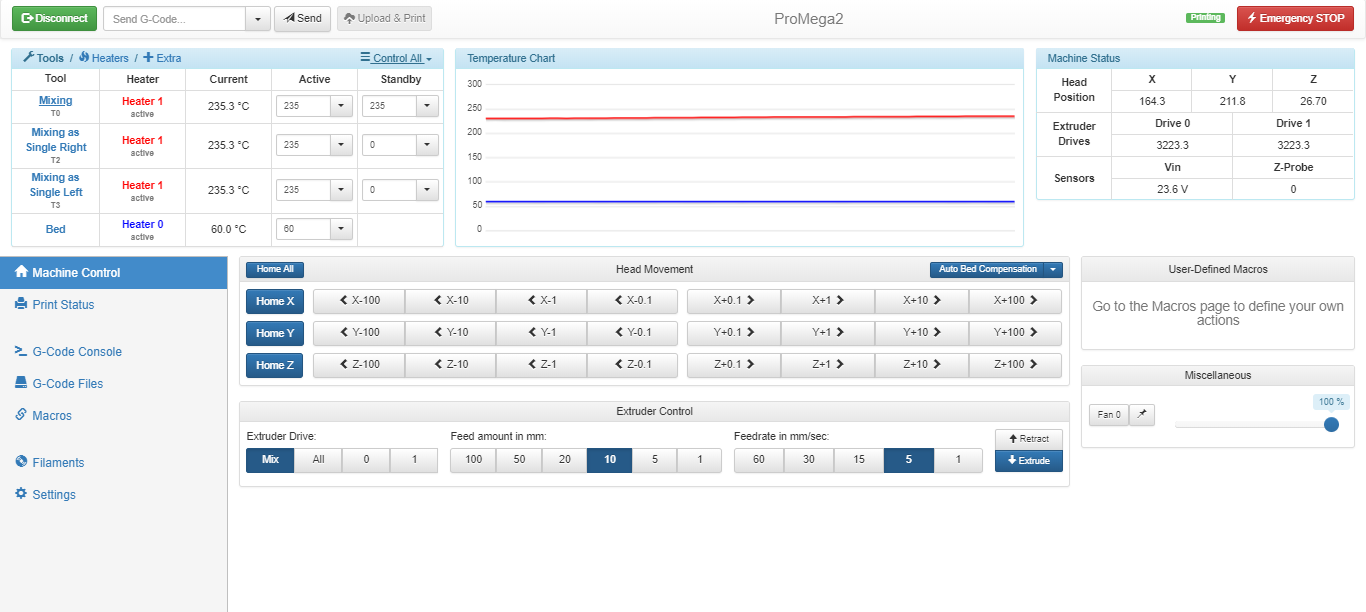 Disconnect Send G-Code... Send Upload & Print ProMega2 Printing Emergency STOP
Tools / Heaters / Extra Control All
Tool Heater Current Active Standby
Mixing Heater 1 235.3 °C 235 235
T0 active
Mixing as
Single Right Heater 1 235.3 °C 235 0
T2 active
Mixing as
Single Left Heater 1 235.3 °C 235 0
T3 active
Bed Heater 0 60.0 °C 60
active
Temperature Chart
300
250
200
150
100
50
0
Machine Status
Head
Position
X Y Z
164.3 211.8 26.70
Extruder
Drives
Drive 0 Drive 1
3223.3 3223.3
Sensors
Vin Z-Probe
23.6 V 0
Machine Control
Print Status
G-Code Console
G-Code Files
Macros
Filaments
Settings
Home All Head Movement Auto Bed Compensation
Home X X-100 X-10 X-1 X-0.1 X+0.1 X+1 X+10 X+100
Home Y Y-100 Y-10 Y-1 Y-0.1 Y+0.1 Y+1 Y+10 Y+100
Home Z Z-100 Z-10 Z-1 Z-0.1 Z+0.1 Z+1 Z+10 Z+100
Extruder Control
Extruder Drive: Feed amount in mm: Feedrate in mm/sec: Retract
Mix All 0 1 100 50 20 10 5 1 60 30 15 5 1 Extrude
User-Defined Macros
Go to the Macros page to define your own
actions
Miscellaneous
100 %
Fan 0